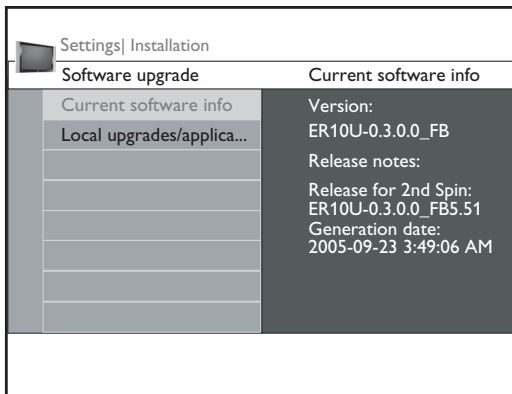 Settings| Installation
Software upgrade
Current software info
Current software info
Local upgrades/applica...
Version:
ER10U-0.3.0.0_FB
Release notes:
Release for 2nd Spin:
ER10U-0.3.0.0_FB5.51
Generation date:
2005-09-23 3:49:06 AM